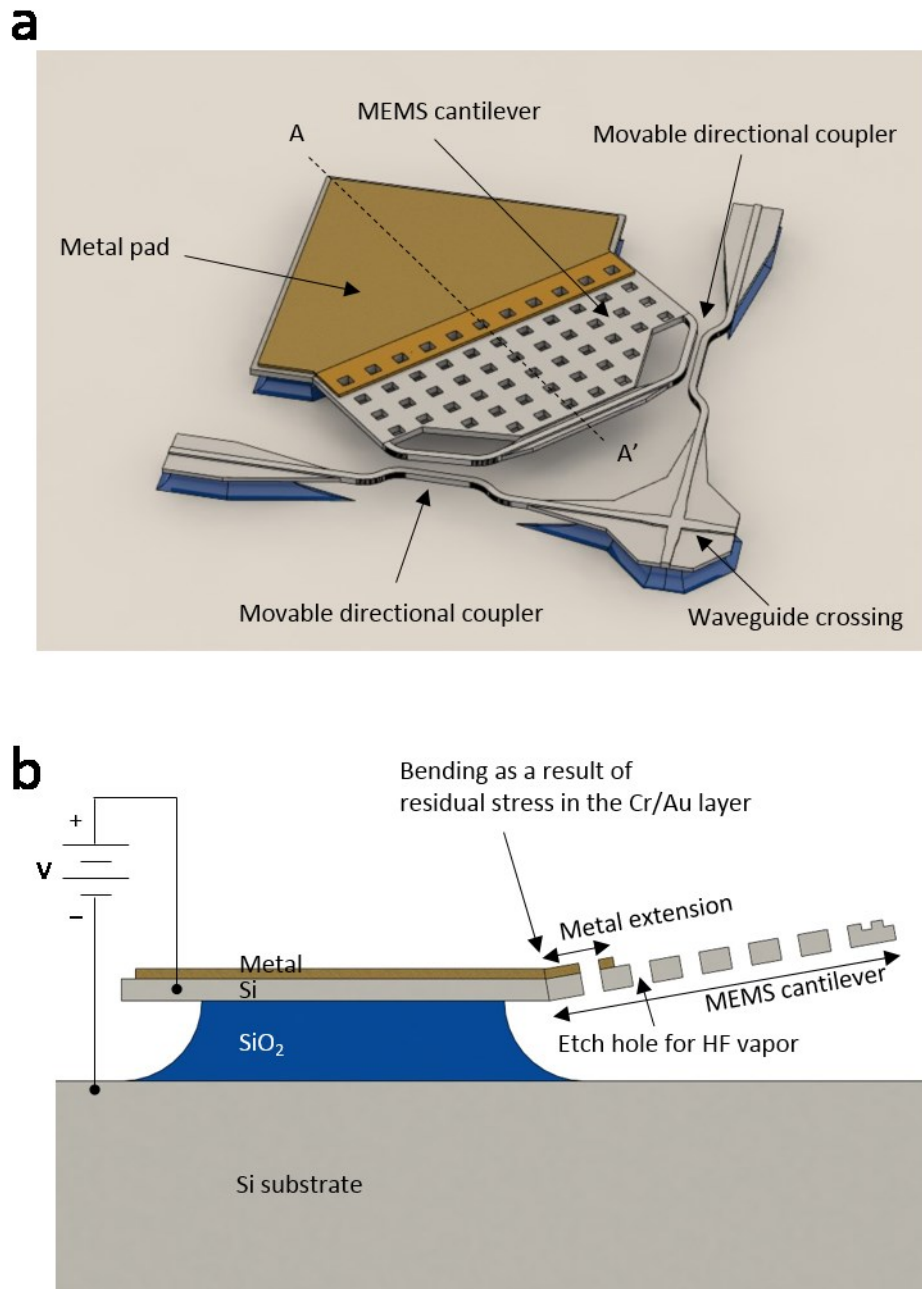 a
MEMS cantilever
A
Movable directional coupler
Metal pad
A'
Movable directional coupler
Waveguide crossing
b
Bending as a result of
residual stress in the Cr/Au layer
+
V
−
Metal extension
Metal
Si
MEMS cantilever
SiO₂
Etch hole for HF vapor
Si substrate